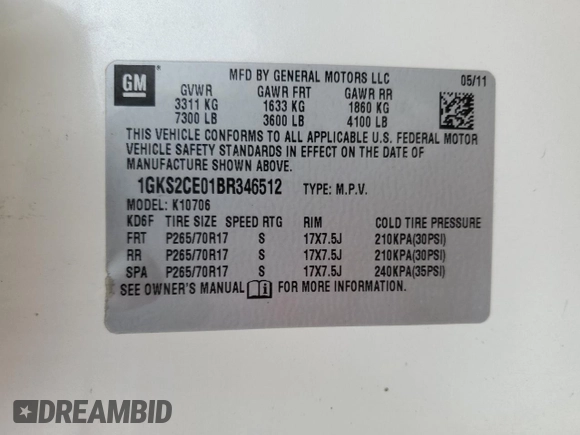 GM
MFD BY GENERAL MOTORS LLC 05/11
GVWR GAWR FRT GAWR RR
3311 KG 1633 KG 1860 KG
7300 LB 3600 LB 4100 LB
THIS VEHICLE CONFORMS TO ALL APPLICABLE U.S. FEDERAL MOTOR
VEHICLE SAFETY STANDARDS IN EFFECT ON THE DATE OF
MANUFACTURE SHOWN ABOVE.
1GKS2CE01BR346512 TYPE: M.P.V.
MODEL: K10706
KD6F TIRE SIZE SPEED RTG RIM COLD TIRE PRESSURE
FRT P265/70R17 S 17X7.5J 210KPA(30PSI)
RR P265/70R17 S 17X7.5J 210KPA(30PSI)
SPA P265/70R17 S 17X7.5J 240KPA(35PSI)
SEE OWNER'S MANUAL FOR MORE INFORMATION.
DREAMBID